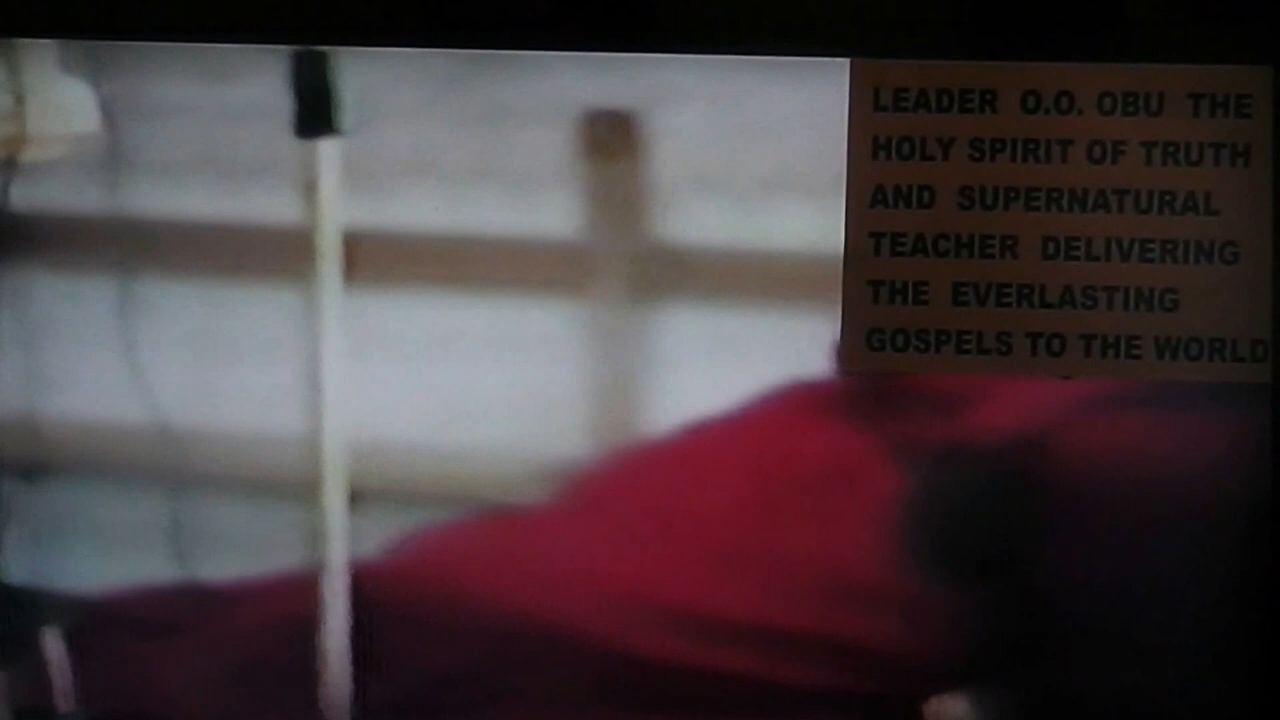 LEADER O.O. OBU THE
HOLY SPIRIT OF TRUTH
AND SUPERNATURAL
TEACHER DELIVERING
THE EVERLASTING
GOSPELS TO THE WORLD